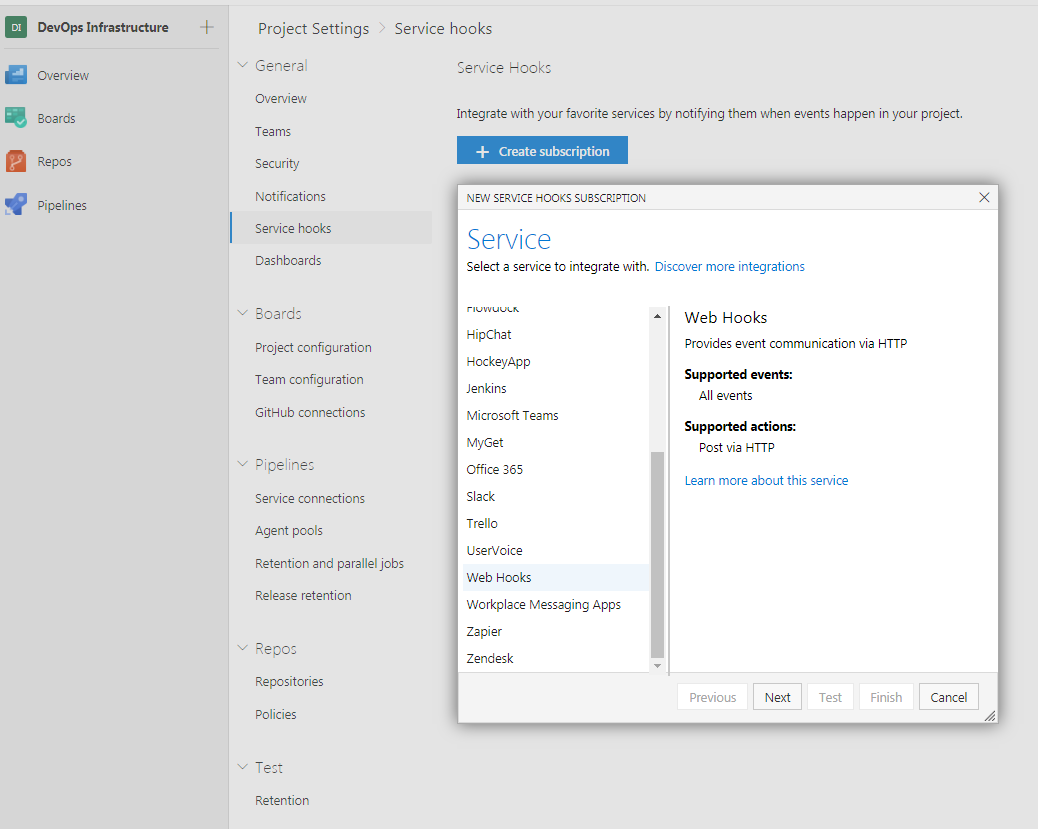 DI
DevOps Infrastructure
Overview
Boards
Repos
Pipelines
Project Settings > Service hooks
General
Overview
Teams
Security
Notifications
Service hooks
Dashboards
Boards
Project configuration
Team configuration
GitHub connections
Pipelines
Service connections
Agent pools
Retention and parallel jobs
Release retention
Repos
Repositories
Policies
Test
Retention
Service Hooks
Integrate with your favorite services by notifying them when events happen in your project.
+ Create subscription
NEW SERVICE HOOKS SUBSCRIPTION
Service
Select a service to integrate with. Discover more integrations
Flowdock
HipChat
HockeyApp
Jenkins
Microsoft Teams
MyGet
Office 365
Slack
Trello
UserVoice
Web Hooks
Workplace Messaging Apps
Zapier
Zendesk
Web Hooks
Provides event communication via HTTP
Supported events:
All events
Supported actions:
Post via HTTP
Learn more about this service
Previous
Next
Test
Finish
Cancel